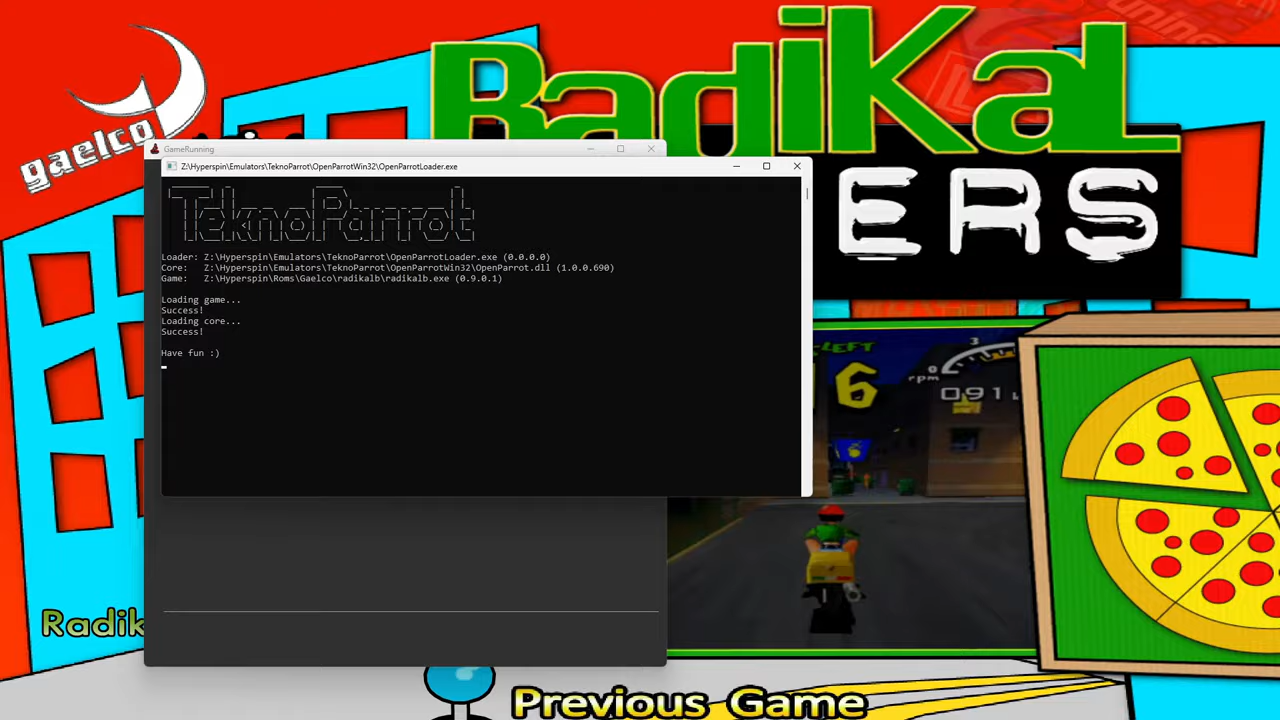 RadiKal
gaelco
ERS
GameRunning
Z:\Hyperspin\Emulators\TeknoParrot\OpenParrotWin32\OpenParrotLoader.exe
TeknoParrot
Loader: Z:\Hyperspin\Emulators\TeknoParrot\OpenParrotLoader.exe (0.0.0.0)
Core: Z:\Hyperspin\Emulators\TeknoParrot\OpenParrotWin32\OpenParrot.dll (1.0.0.690)
Game: Z:\Hyperspin\Roms\Gaelco\radikalb\radikalb.exe (0.9.0.1)
Loading game...
Success!
Loading core...
Success!
Have fun :)
LEFT
6
3
0
rpm
091
Radik
Previous Game